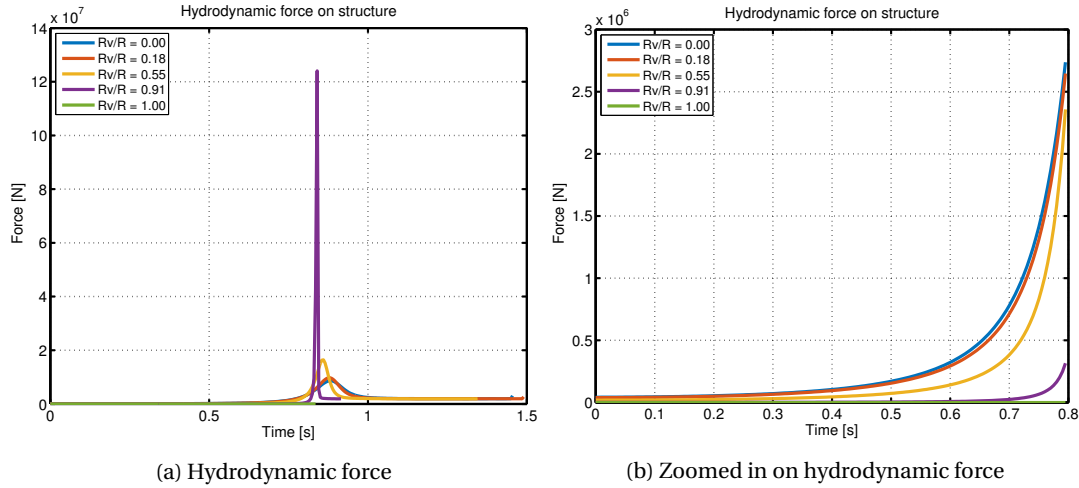 Hydrodynamic force on structure
14 x 10⁷
Rv/R = 0.00
Rv/R = 0.18
Rv/R = 0.55
Rv/R = 0.91
Rv/R = 1.00
12
10
8
6
4
2
0
Force [N]
0 0.5 1 1.5
Time [s]
(a) Hydrodynamic force
Hydrodynamic force on structure
3 x 10⁶
Rv/R = 0.00
Rv/R = 0.18
Rv/R = 0.55
Rv/R = 0.91
Rv/R = 1.00
2.5
2
1.5
1
0.5
0
Force [N]
0 0.1 0.2 0.3 0.4 0.5 0.6 0.7 0.8
Time [s]
(b) Zoomed in on hydrodynamic force